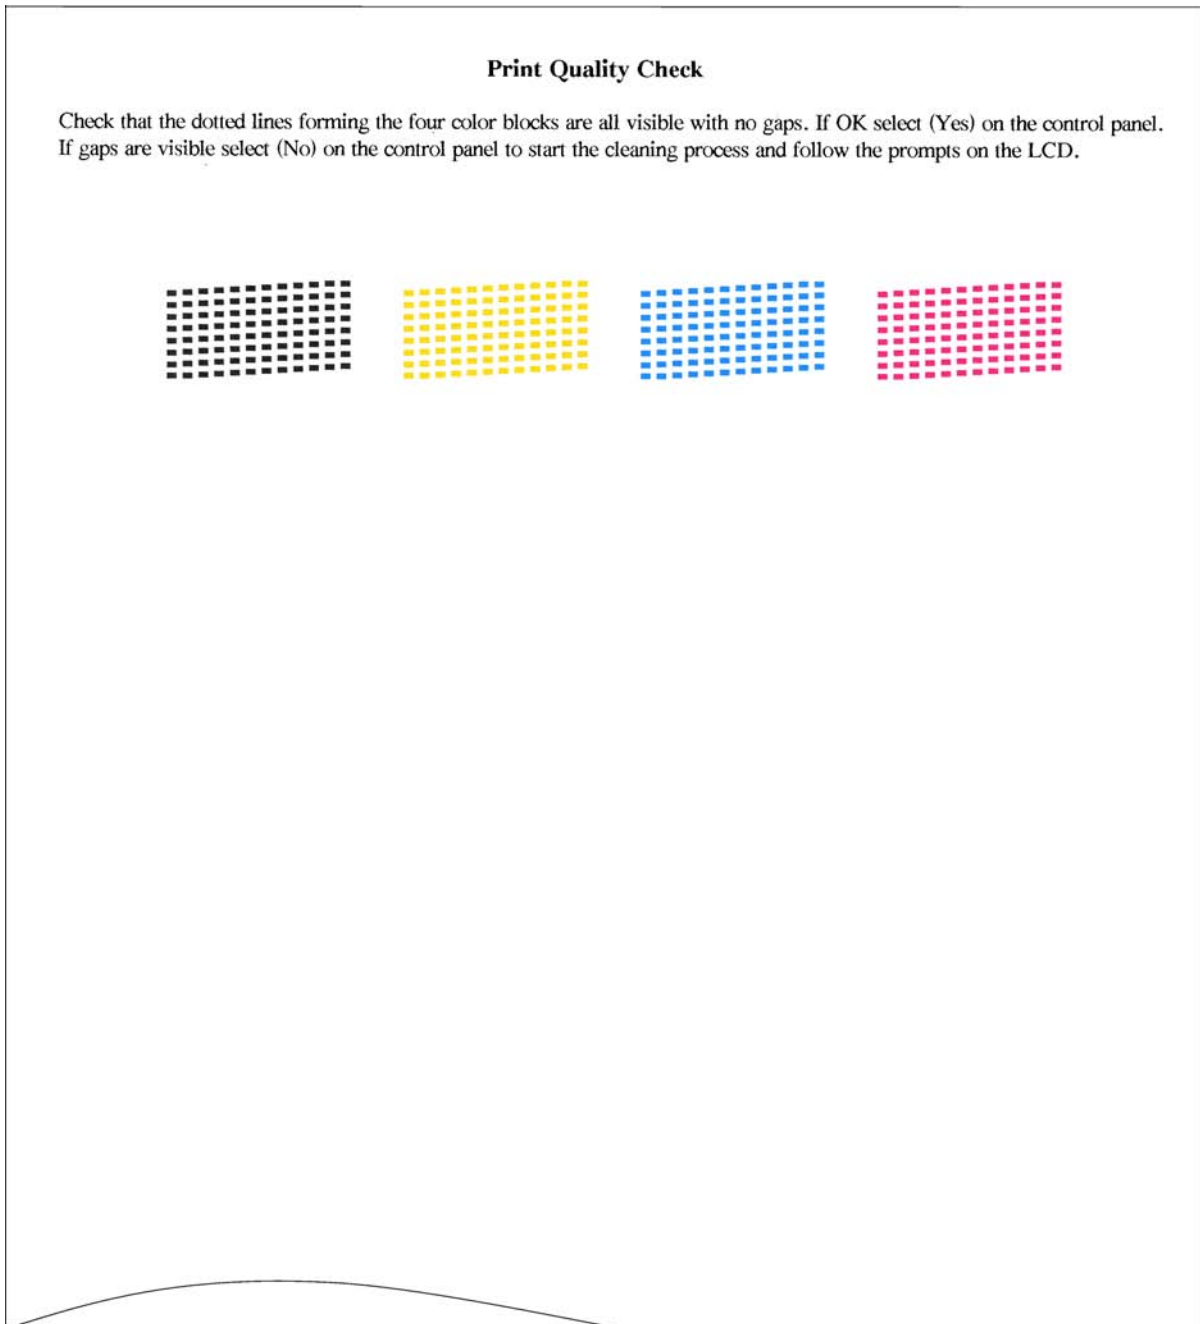 Print Quality Check
Check that the dotted lines forming the four color blocks are all visible with no gaps. If OK select (Yes) on the control panel.
If gaps are visible select (No) on the control panel to start the cleaning process and follow the prompts on the LCD.